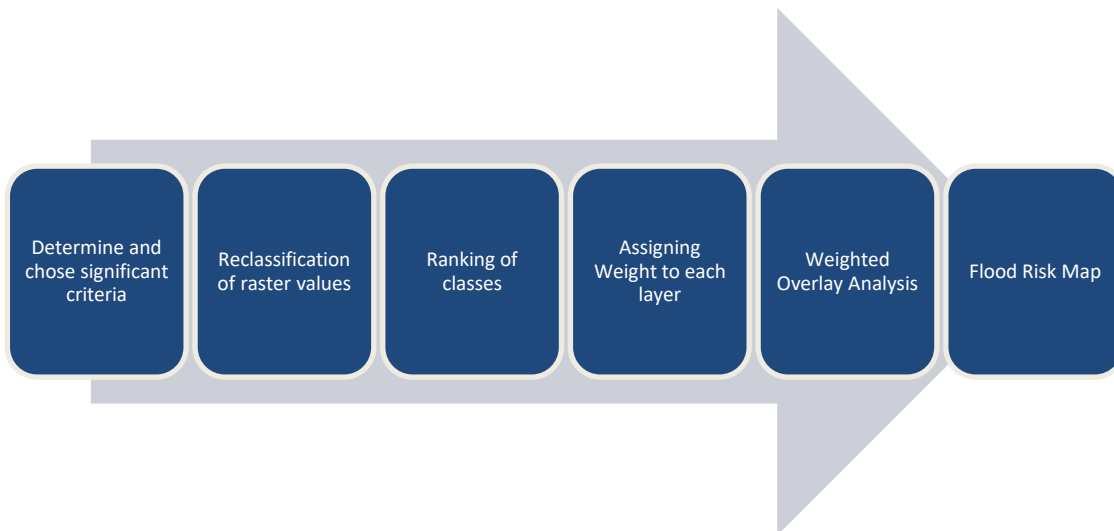 Determine and
chose significant
criteria
Reclassification
of raster values
Ranking of
classes
Assigning
Weight to each
layer
Weighted
Overlay Analysis
Flood Risk Map